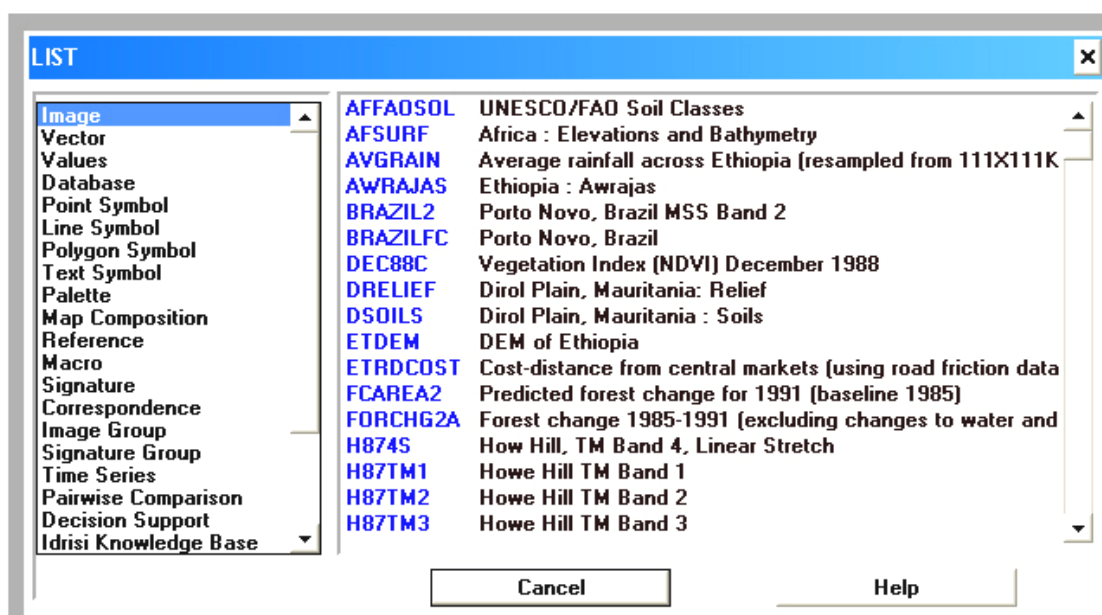 LIST
Image
Vector
Values
Database
Point Symbol
Line Symbol
Polygon Symbol
Text Symbol
Palette
Map Composition
Reference
Macro
Signature
Correspondence
Image Group
Signature Group
Time Series
Pairwise Comparison
Decision Support
Idrisi Knowledge Base
AFFAOSOL UNESCO/FAO Soil Classes
AFSURF Africa : Elevations and Bathymetry
AVGRAIN Average rainfall across Ethiopia (resampled from 111X111K
AWRAJAS Ethiopia : Awrajas
BRAZIL2 Porto Novo, Brazil MSS Band 2
BRAZILFC Porto Novo, Brazil
DEC88C Vegetation Index (NDVI) December 1988
DRELIEF Dirol Plain, Mauritania: Relief
DSOILS Dirol Plain, Mauritania : Soils
ETDEM DEM of Ethiopia
ETRDCOST Cost-distance from central markets (using road friction data
FCAREA2 Predicted forest change for 1991 (baseline 1985)
FORCHG2A Forest change 1985-1991 (excluding changes to water and
H874S How Hill, TM Band 4, Linear Stretch
H87TM1 Howe Hill TM Band 1
H87TM2 Howe Hill TM Band 2
H87TM3 Howe Hill TM Band 3
Cancel Help